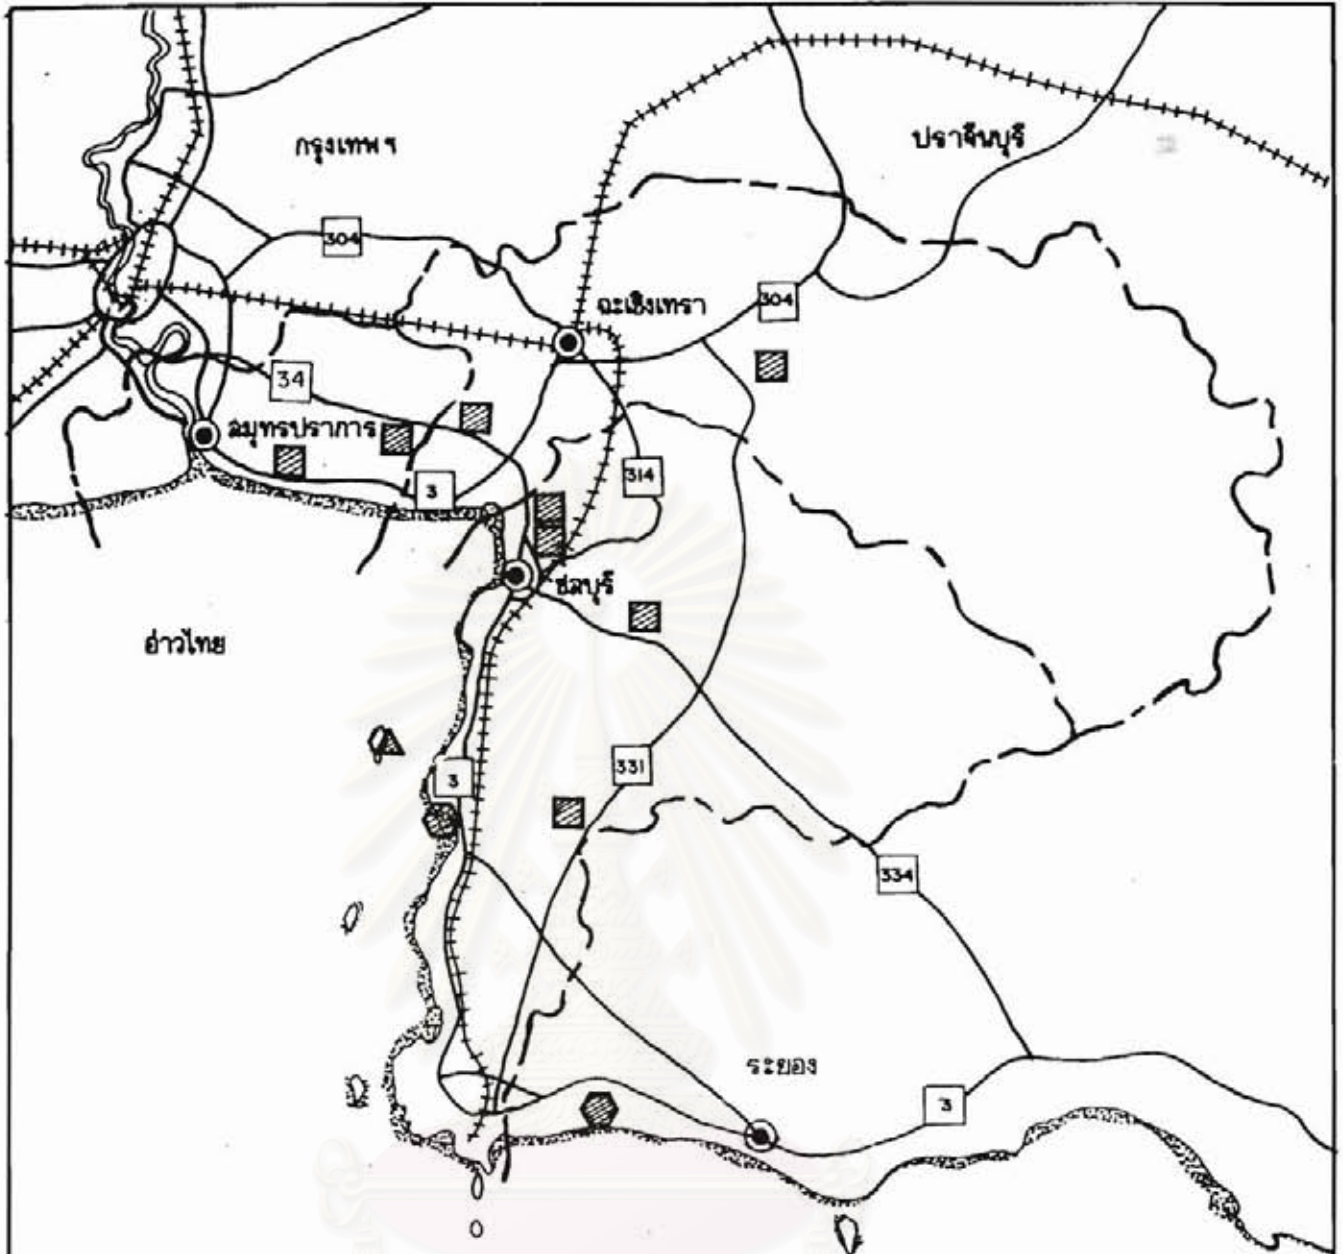 กรุงเทพฯ
ปราจีนบุรี
304
ฉะเชิงเทรา
304
34
สมุทรปราการ
3
314
ชลบุรี
อ่าวไทย
3
331
334
ระยอง
3